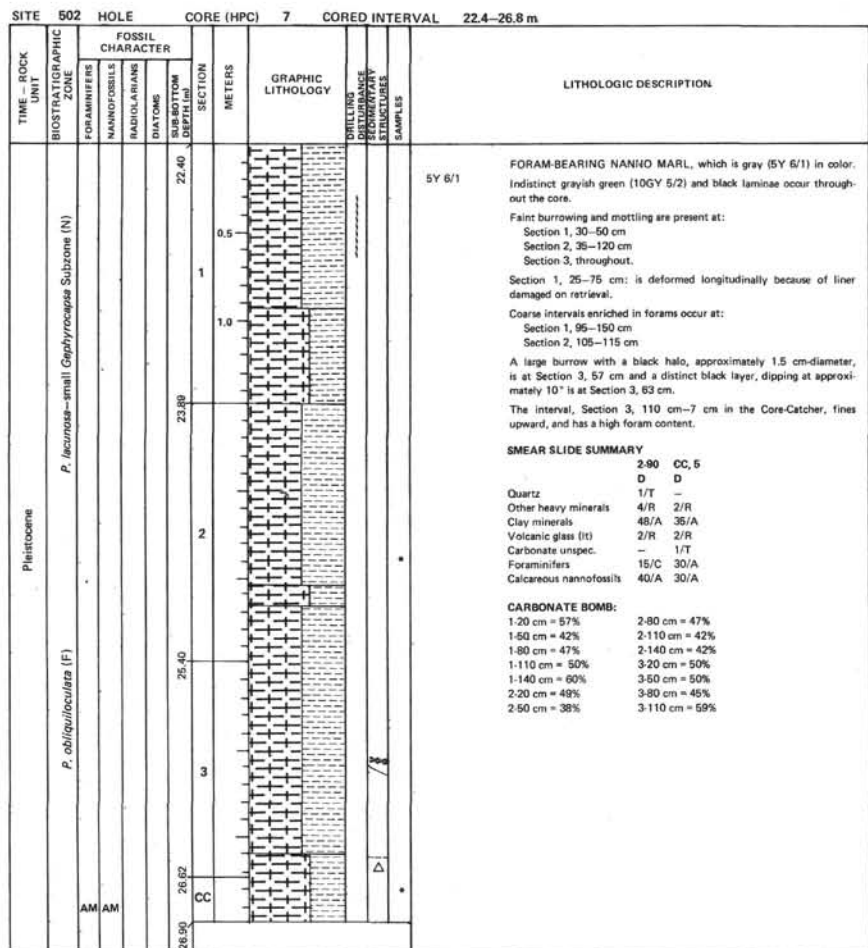 SITE 502 HOLE CORE (HPC) 7 CORED INTERVAL 22.4–26.8 m
TIME – ROCK UNIT
BIOSTRATIGRAPHIC ZONE
FOSSIL CHARACTER
FORAMINIFERS
NANNOFOSSILS
RADIOLARIANS
DIATOMS
SUB-BOTTOM DEPTH (m)
SECTION
METERS
GRAPHIC LITHOLOGY
DRILLING DISTURBANCE
SEDIMENTARY STRUCTURES
SAMPLES
LITHOLOGIC DESCRIPTION
Pleistocene
P. lacunosa–small Gephyrocapsa Subzone (N)
P. obliquiloculata (F)
AM AM
22.40
23.89
25.40
26.62
26.90
1
2
3
CC
0.5
1.0
5Y 6/1
FORAM-BEARING NANNO MARL, which is gray (5Y 6/1) in color.
Indistinct grayish green (10GY 5/2) and black laminae occur through-
out the core.
Faint burrowing and mottling are present at:
Section 1, 30–50 cm
Section 2, 35–120 cm
Section 3, throughout.
Section 1, 25–75 cm: is deformed longitudinally because of liner
damaged on retrieval.
Coarse intervals enriched in forams occur at:
Section 1, 95–150 cm
Section 2, 105–115 cm
A large burrow with a black halo, approximately 1.5 cm-diameter,
is at Section 3, 57 cm and a distinct black layer, dipping at approxi-
mately 10° is at Section 3, 63 cm.
The interval, Section 3, 110 cm–7 cm in the Core-Catcher, fines
upward, and has a high foram content.
SMEAR SLIDE SUMMARY
2-90 CC, 5
D D
Quartz 1/T –
Other heavy minerals 4/R 2/R
Clay minerals 48/A 35/A
Volcanic glass (lt) 2/R 2/R
Carbonate unspec. – 1/T
Foraminifers 15/C 30/A
Calcareous nannofossils 40/A 30/A
CARBONATE BOMB:
1-20 cm = 57% 2-80 cm = 47%
1-50 cm = 42% 2-110 cm = 42%
1-80 cm = 47% 2-140 cm = 42%
1-110 cm = 50% 3-20 cm = 50%
1-140 cm = 60% 3-50 cm = 50%
2-20 cm = 49% 3-80 cm = 45%
2-50 cm = 38% 3-110 cm = 59%